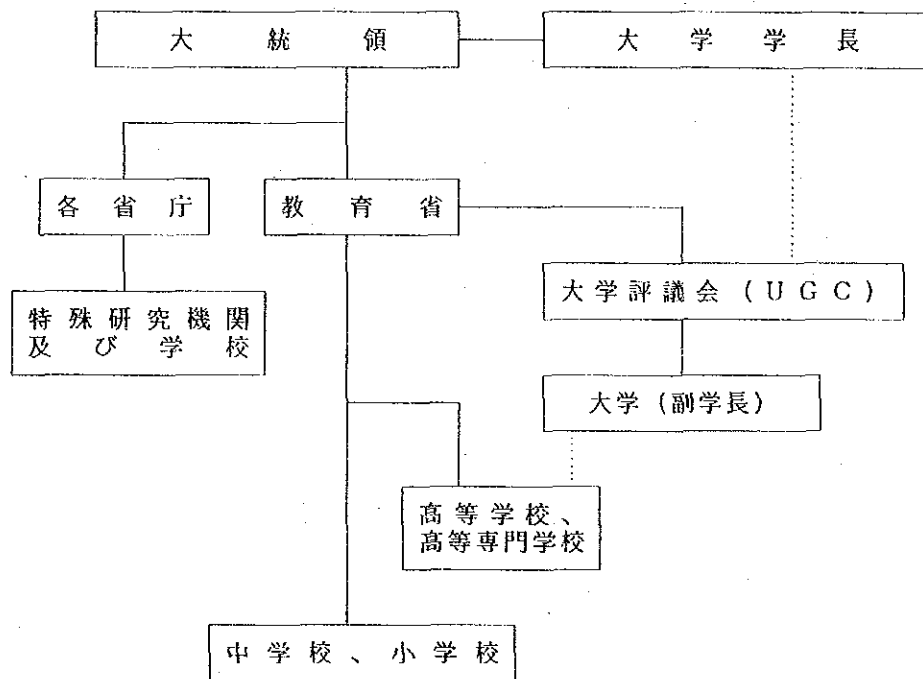 大統領
大学学長
各省庁
教育省
大学評議会(UGC)
特殊研究機関
及び学校
大学(副学長)
高等学校、
高等専門学校
中学校、小学校